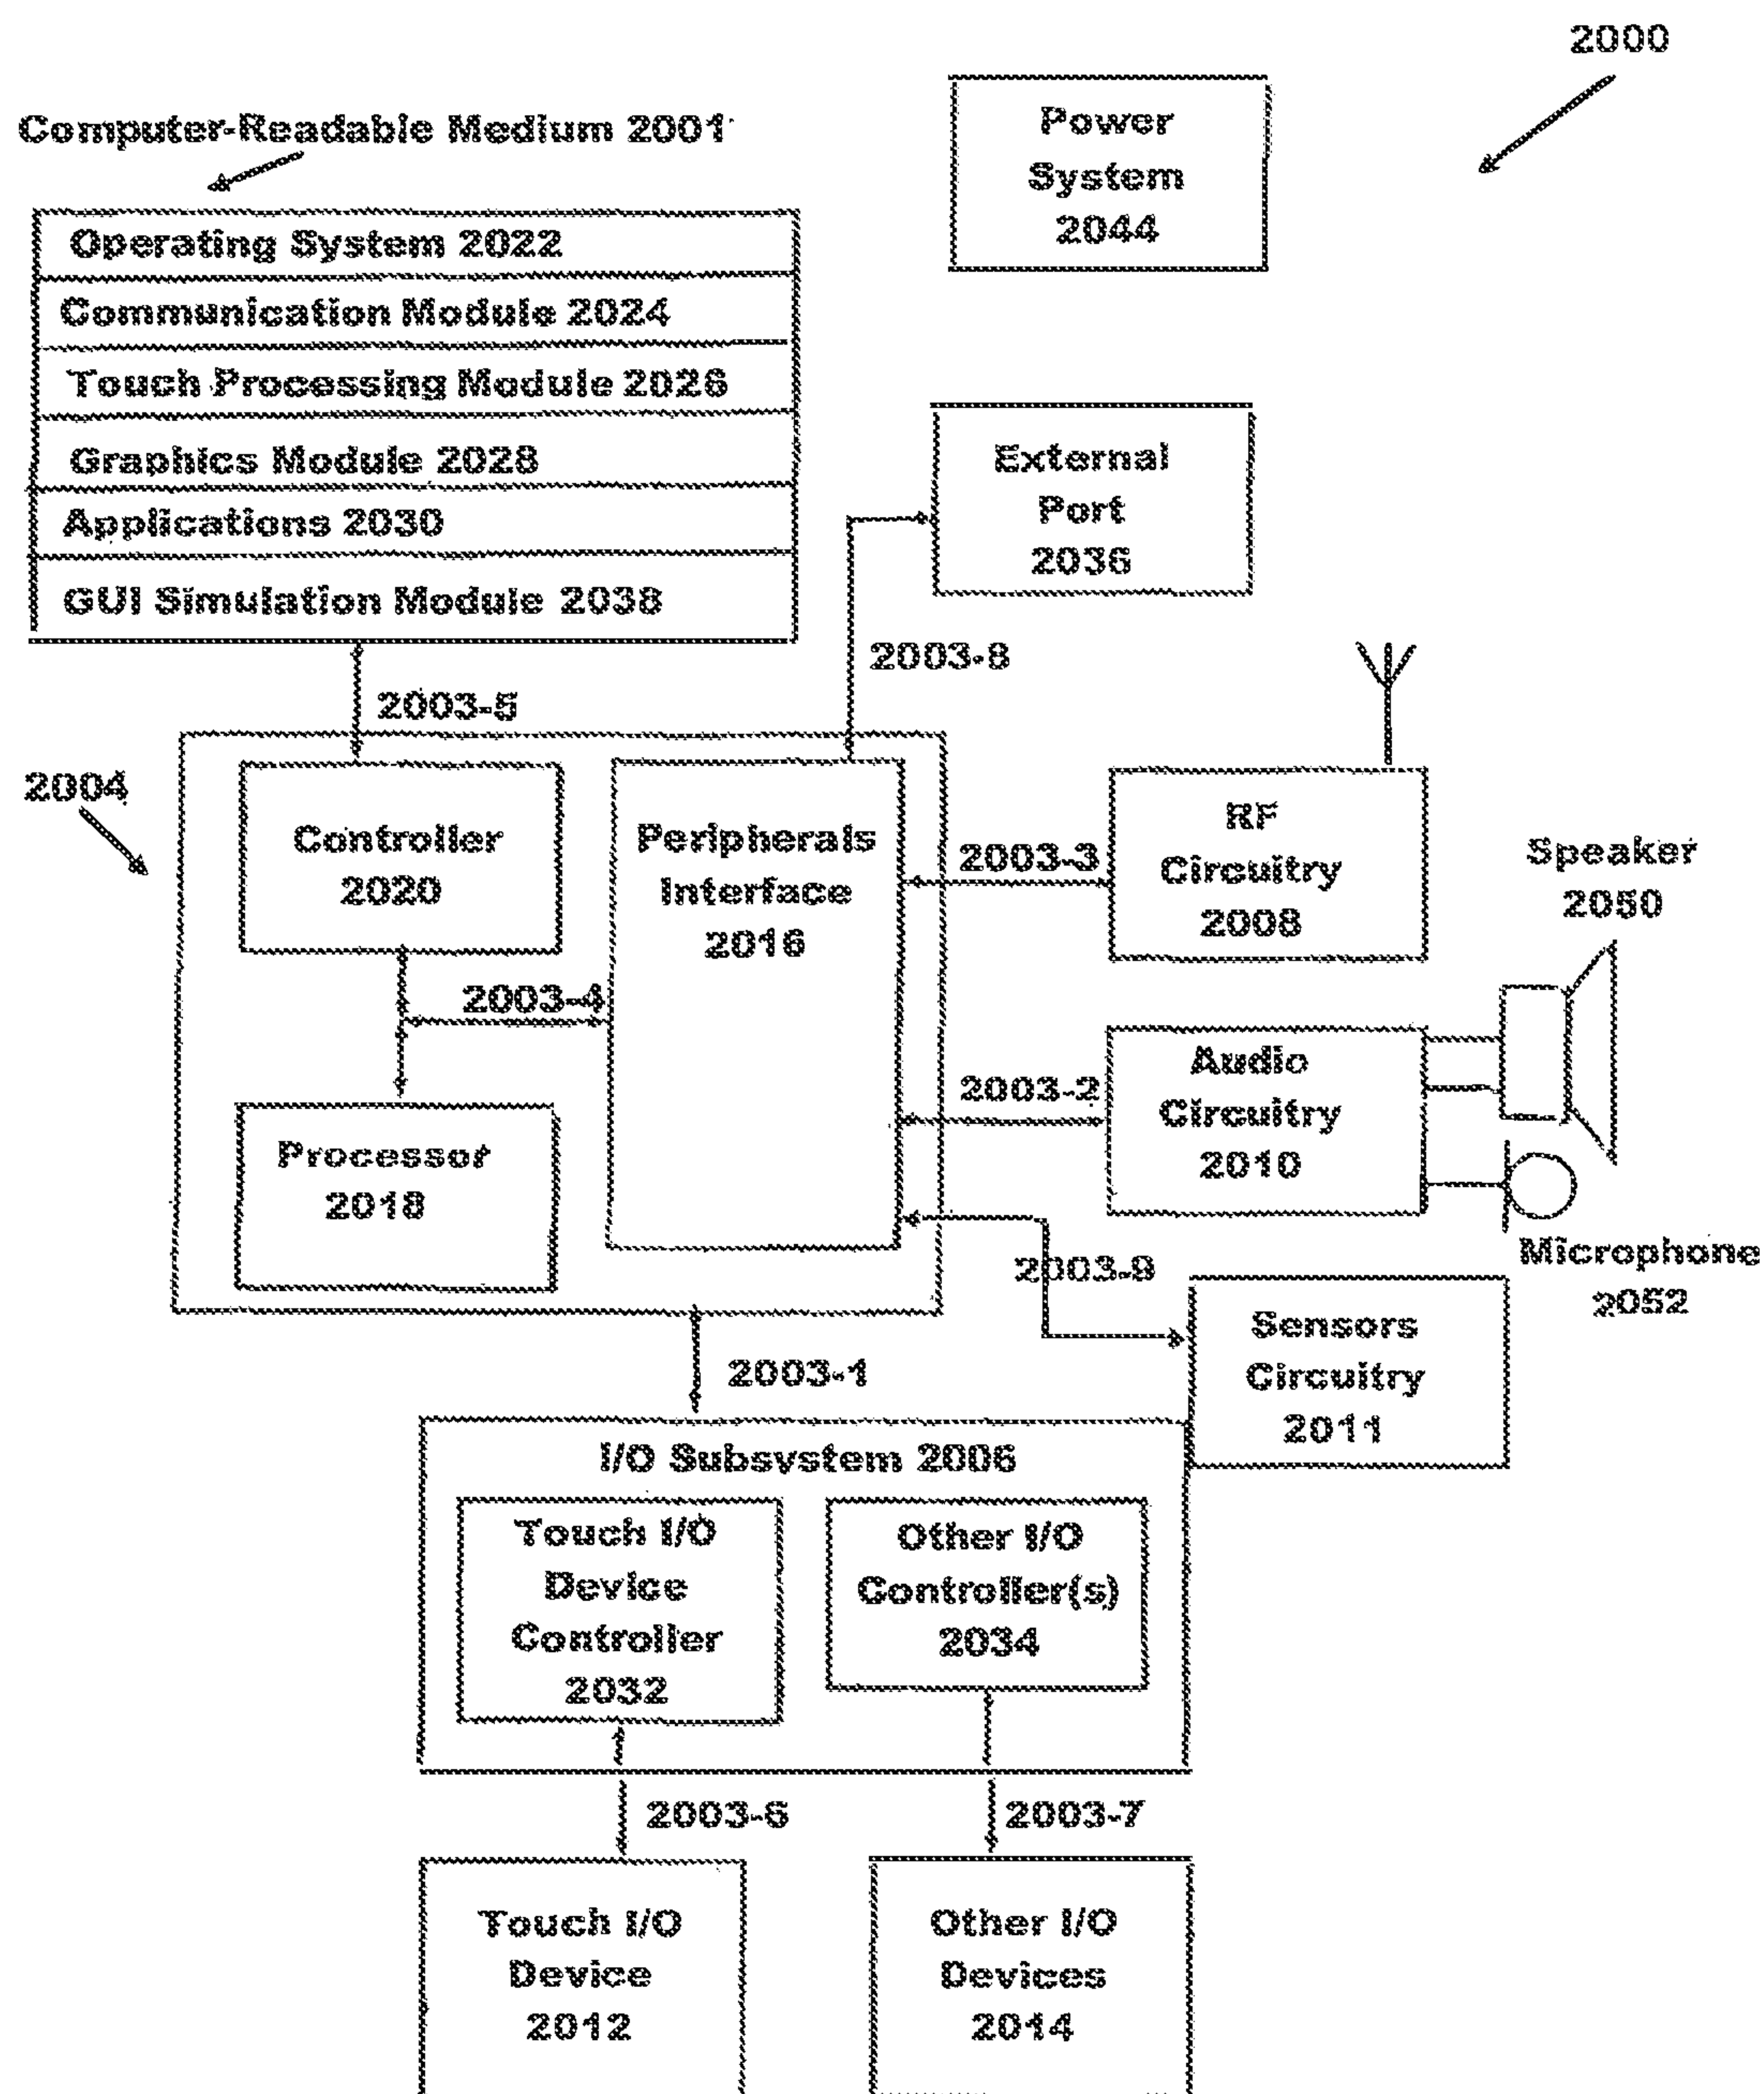 2000
Computer-Readable Medium 2001
Power
System
2044
Operating System 2022
Communication Module 2024
Touch Processing Module 2026
Graphics Module 2028
Applications 2030
GUI Simulation Module 2038
External
Port
2036
2003-8
2003-5
2004
Controller
2020
Peripherals
Interface
2016
2003-3
RF
Circuitry
2008
Speaker
2050
2003-4
2003-2
Audio
Circuitry
2010
Processor
2018
2003-9
Microphone
2052
Sensors
Circuitry
2011
2003-1
I/O Subsystem 2006
Touch I/O
Device
Controller
2032
Other I/O
Controller(s)
2034
2003-6
2003-7
Touch I/O
Device
2012
Other I/O
Devices
2014